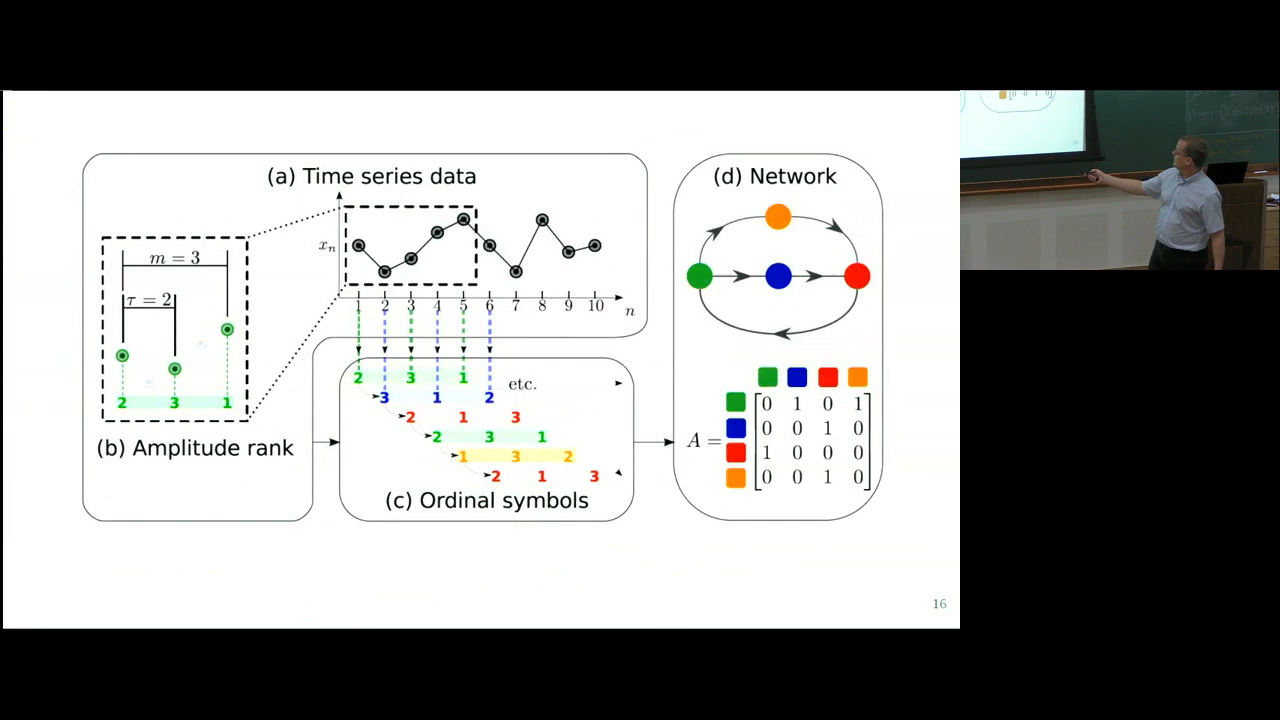 (a) Time series data
x_n
1 2 3 4 5 6 7 8 9 10 n
m = 3
τ = 2
2 3 1
(b) Amplitude rank
2 3 1 etc.
3 1 2
2 1 3
2 3 1
1 3 2
2 1 3
(c) Ordinal symbols
(d) Network
A =
0 1 0 1
0 0 1 0
1 0 0 0
0 0 1 0
16